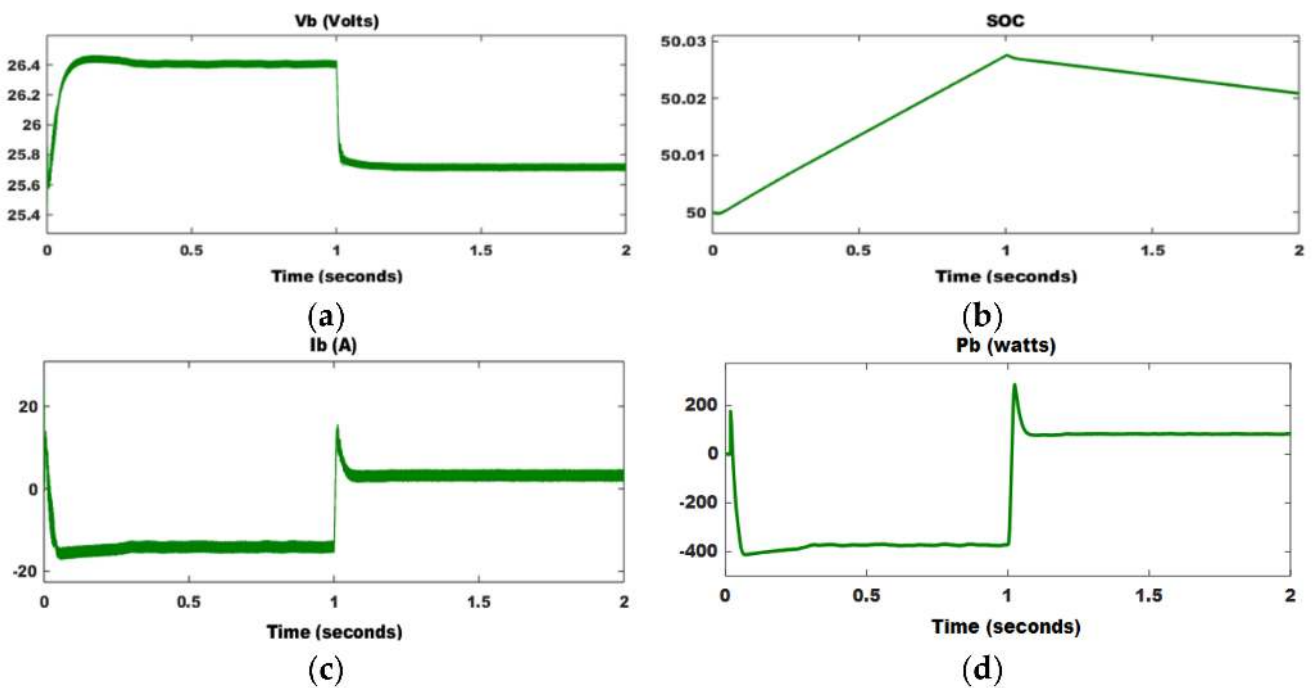 Vb (Volts)
26.4
26.2
26
25.8
25.6
25.4
0 0.5 1 1.5 2
Time (seconds)
(a)
SOC
50.03
50.02
50.01
50
0 0.5 1 1.5 2
Time (seconds)
(b)
Ib (A)
20
0
-20
0 0.5 1 1.5 2
Time (seconds)
(c)
Pb (watts)
200
0
-200
-400
0 0.5 1 1.5 2
Time (seconds)
(d)